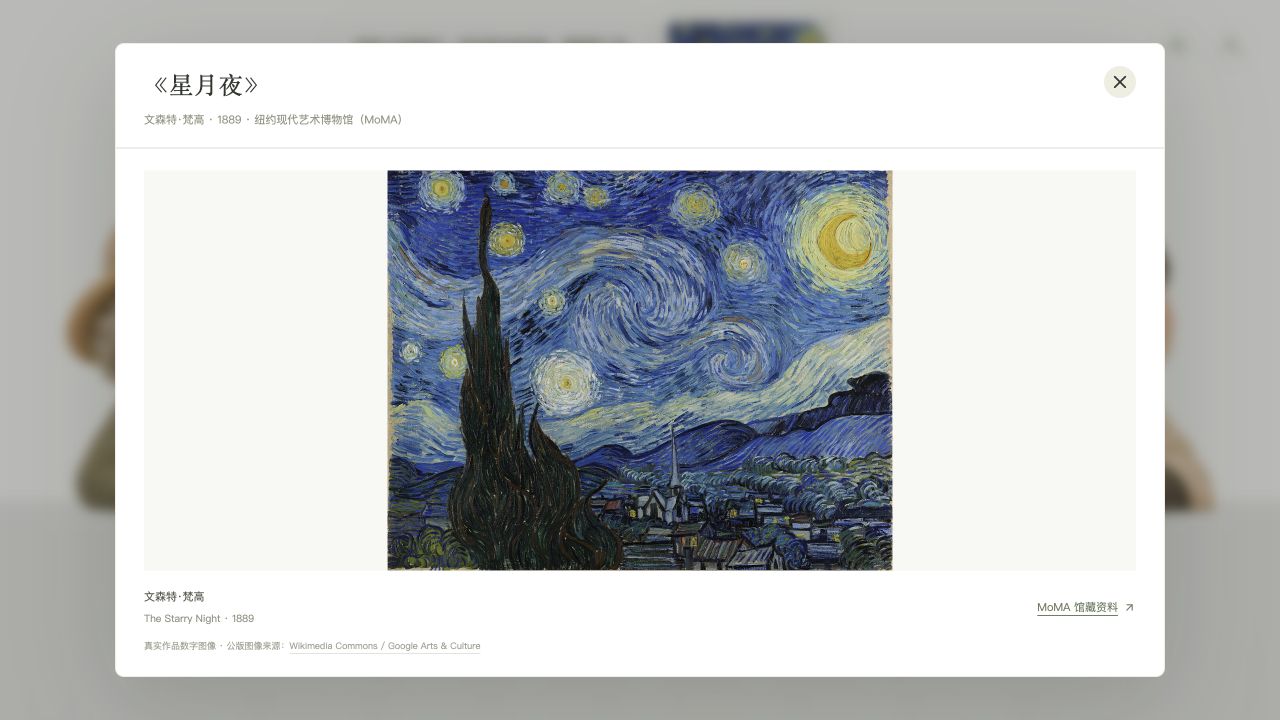 《星月夜》
文森特·梵高 · 1889 · 纽约现代艺术博物馆（MoMA）
文森特·梵高
The Starry Night · 1889
MoMA 馆藏资料
真实作品数字图像 · 公版图像来源：Wikimedia Commons / Google Arts & Culture